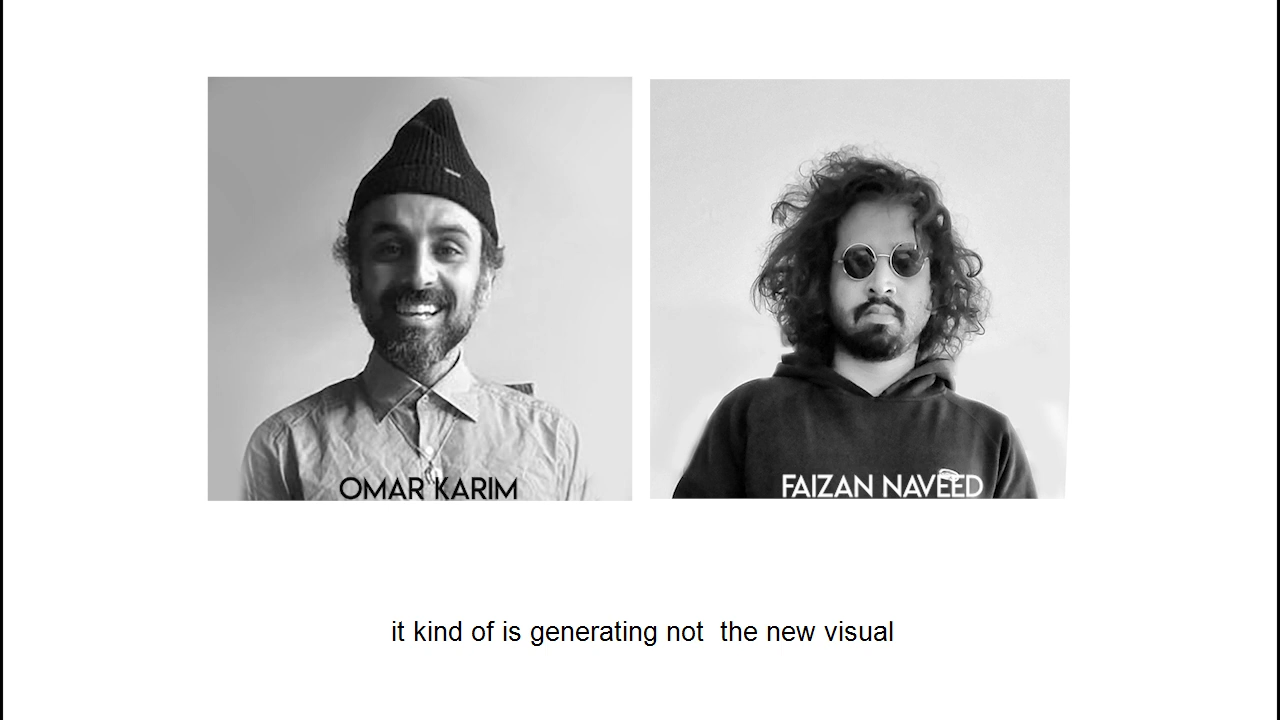 OMAR KARIM
FAIZAN NAVEED
it kind of is generating not  the new visual